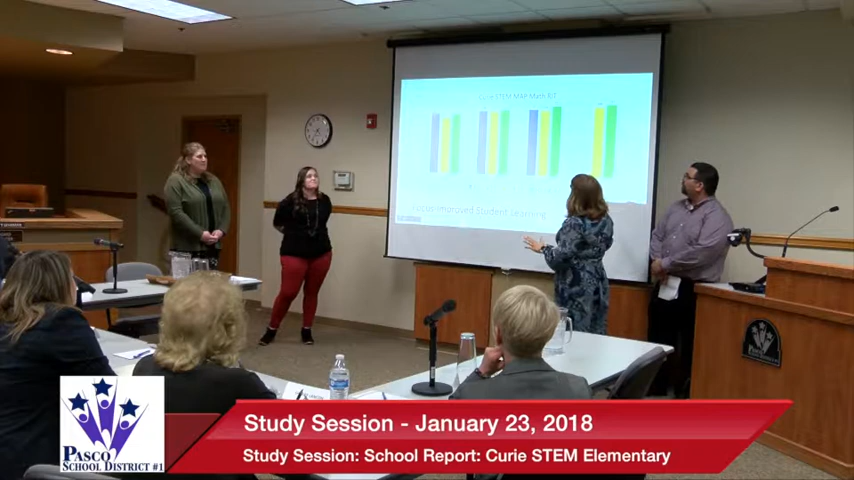 Curie STEM MAP Math
Focus: Improved Student Learning
Study Session - January 23, 2018
Study Session: School Report: Curie STEM Elementary
PASCO
SCHOOL DISTRICT #1
PASCO